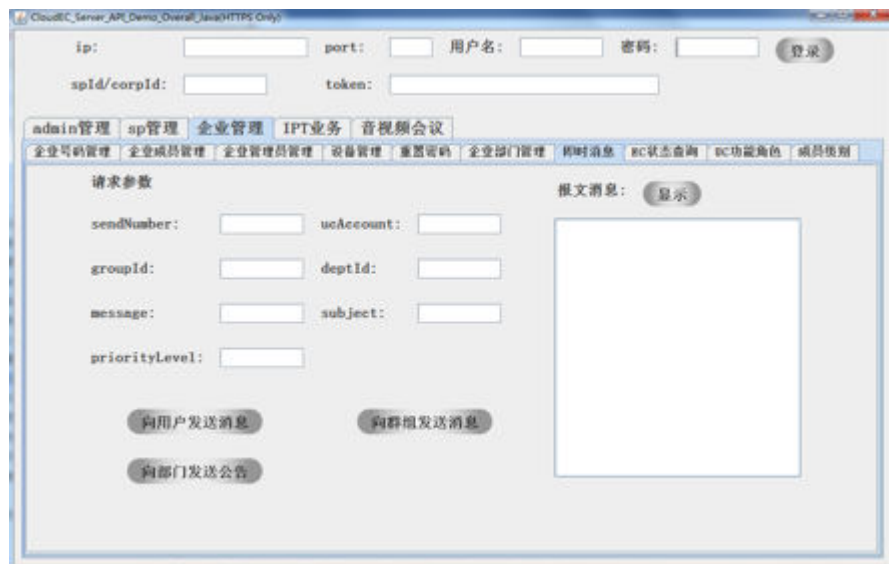 CloudEC_Server_API_Demo_Overall_Java(HTTPS Only)
ip: port: 用户名: 密码: 登录
spId/corpId: token:
admin管理 sp管理 企业管理 IPT业务 音视频会议
企业号码管理 企业成员管理 企业管理员管理 设备管理 重置密码 企业部门管理 即时消息 EC状态查询 EC功能角色 成员级别
请求参数 报文消息: 显示
sendNumber: ucAccount:
groupId: deptId:
message: subject:
priorityLevel:
向用户发送消息 向群组发送消息
向部门发送公告